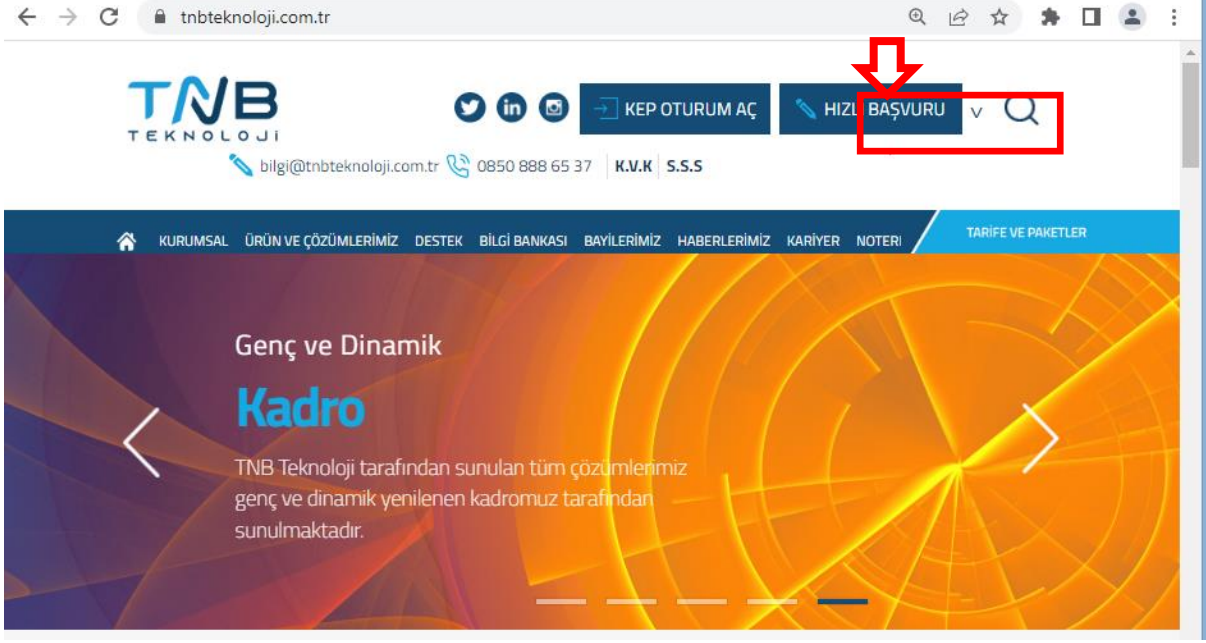 tnbteknoloji.com.tr
TNB
TEKNOLOJi
KEP OTURUM AÇ
HIZLI BAŞVURU
v
bilgi@tnbteknoloji.com.tr 0850 888 65 37 K.V.K S.S.S
KURUMSAL ÜRÜN VE ÇÖZÜMLERİMİZ DESTEK BİLGİ BANKASI BAYİLERİMİZ HABERLERİMİZ KARİYER NOTERI
TARİFE VE PAKETLER
Genç ve Dinamik
Kadro
TNB Teknoloji tarafından sunulan tüm çözümlerimiz
genç ve dinamik yenilenen kadromuz tarafından
sunulmaktadır.